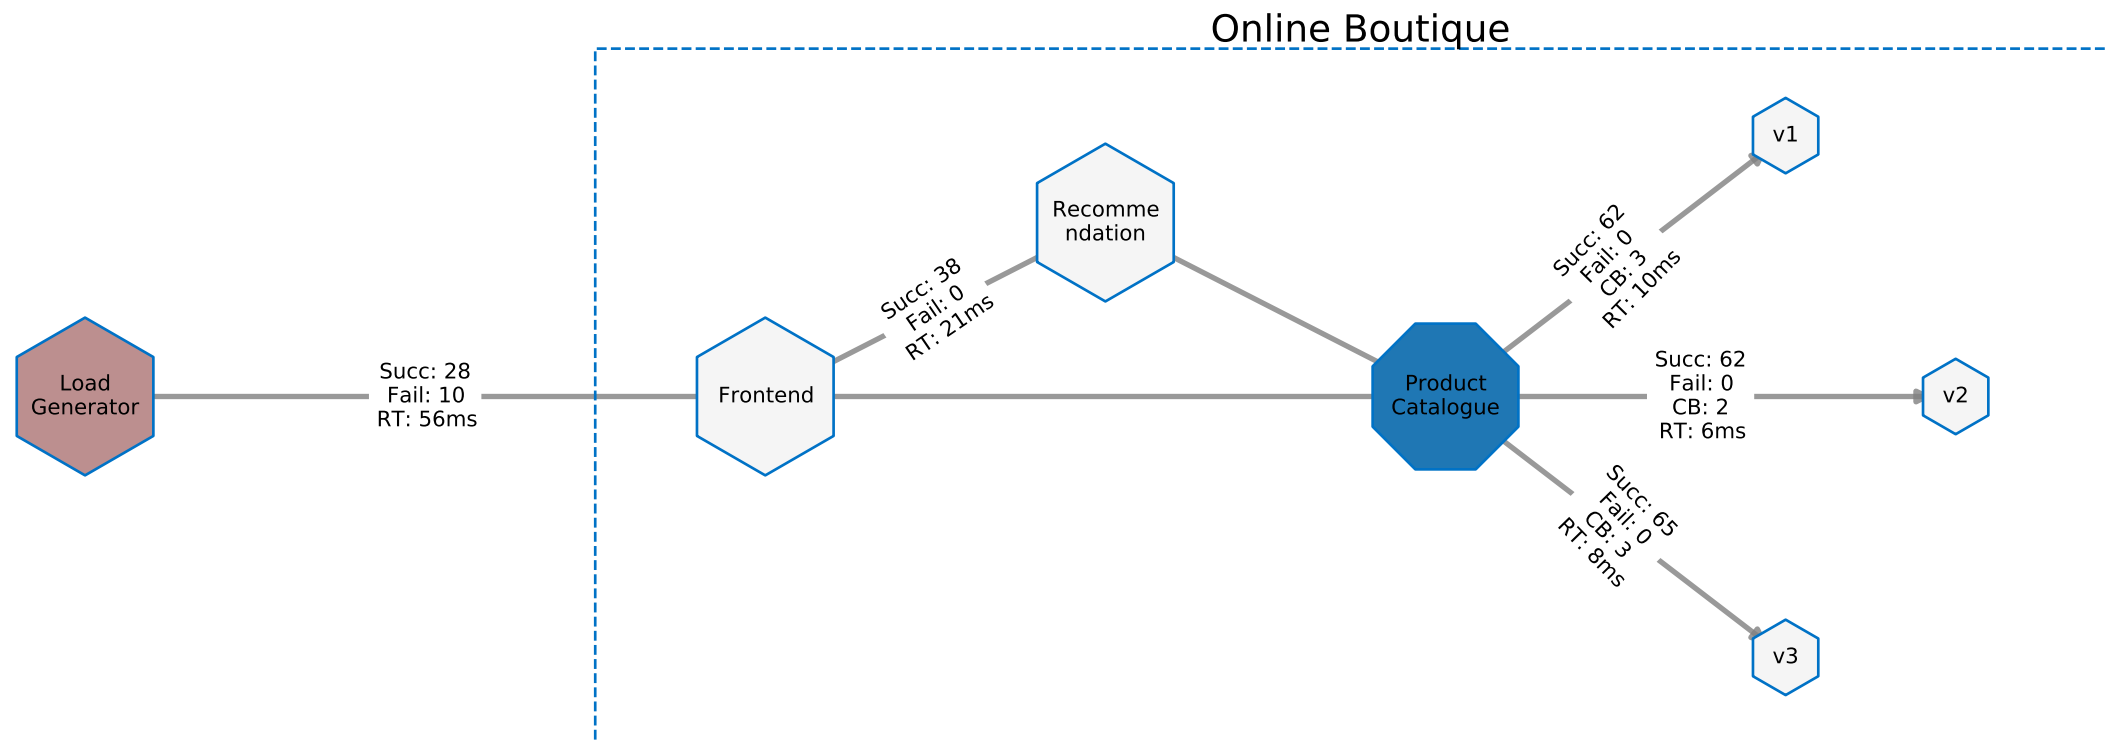 Online Boutique
Load
Generator
Succ: 28
Fail: 10
RT: 56ms
Frontend
Succ: 38
Fail: 0
RT: 21ms
Recomme
ndation
Product
Catalogue
Succ: 62
Fail: 0
CB: 3
RT: 10ms
v1
Succ: 62
Fail: 0
CB: 2
RT: 6ms
v2
Succ: 65
Fail: 0
CB: 3
RT: 8ms
v3